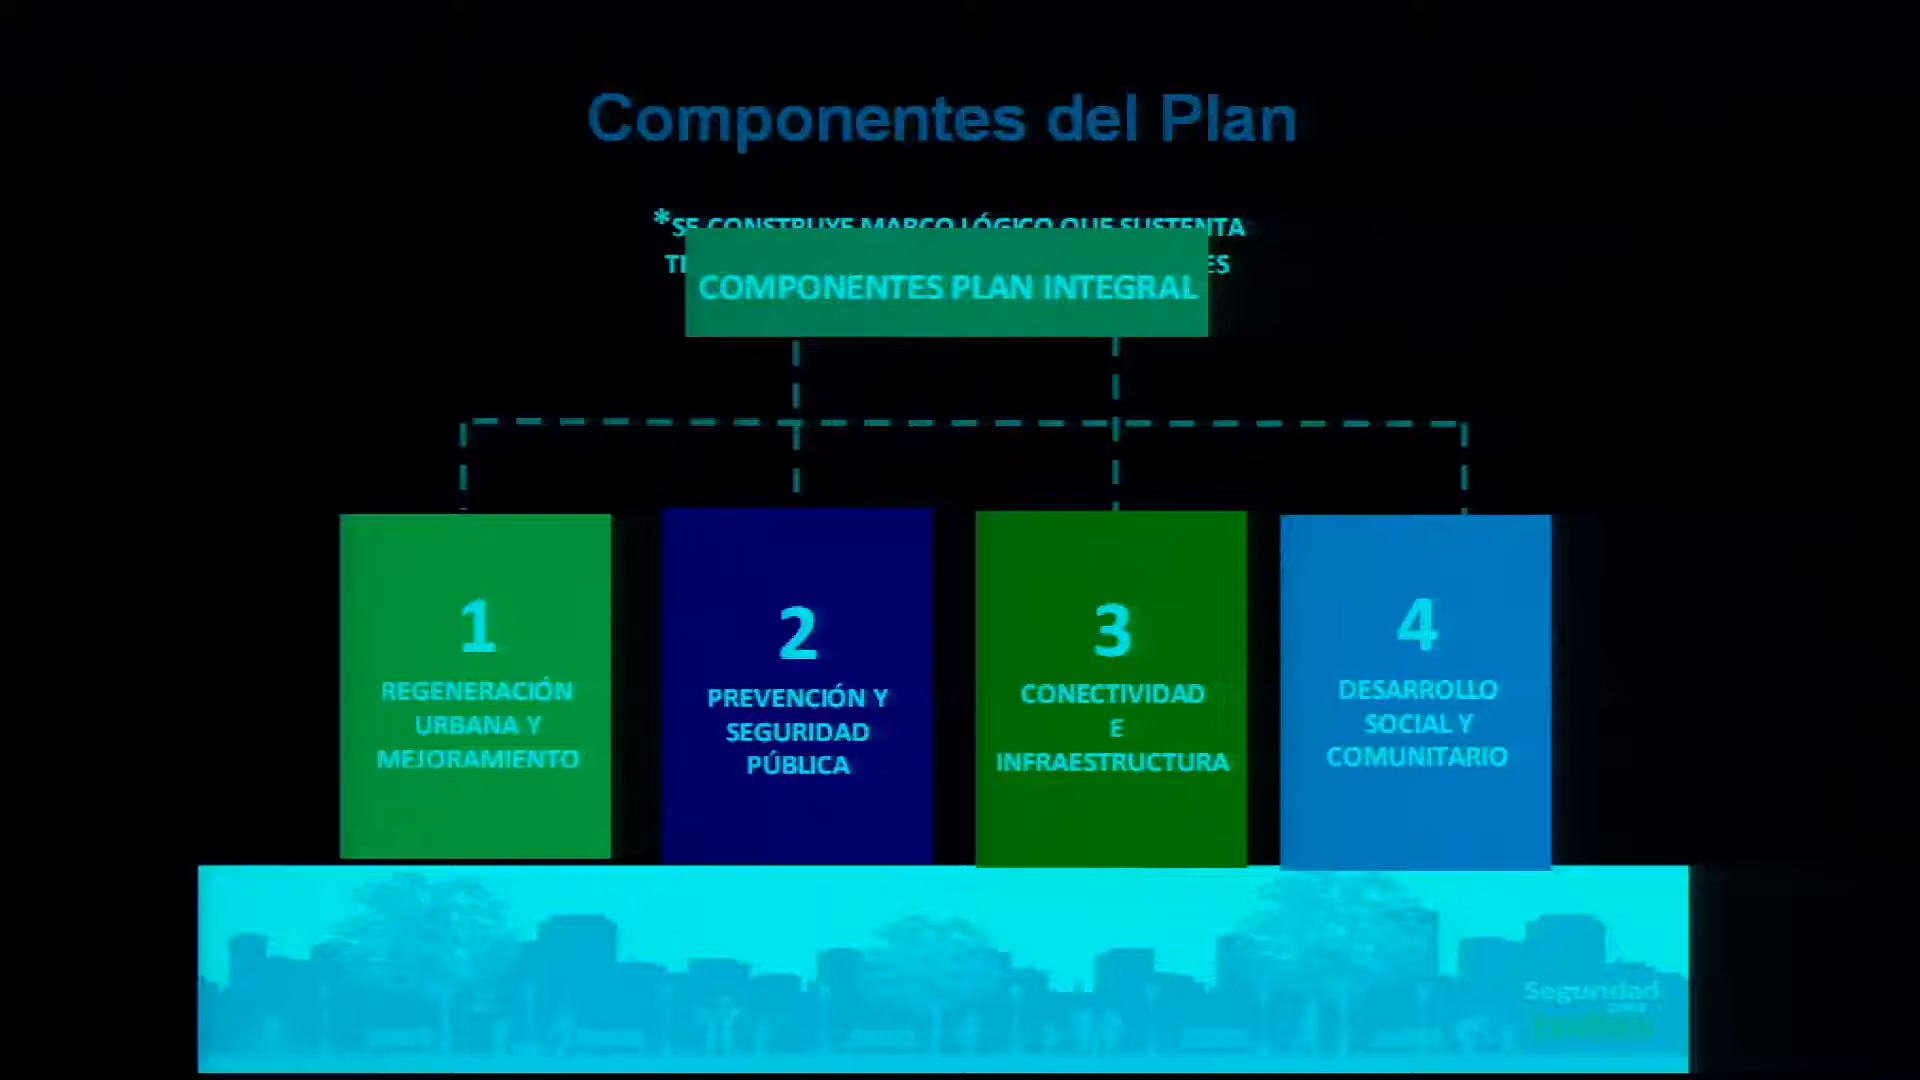 Componentes del Plan
*SE CONSTRUYE MARCO LÓGICO QUE SUSTENTA
COMPONENTES PLAN INTEGRAL
1
REGENERACIÓN
URBANA Y
MEJORAMIENTO
2
PREVENCIÓN Y
SEGURIDAD
PÚBLICA
3
CONECTIVIDAD
E
INFRAESTRUCTURA
4
DESARROLLO
SOCIAL Y
COMUNITARIO
Seguridad